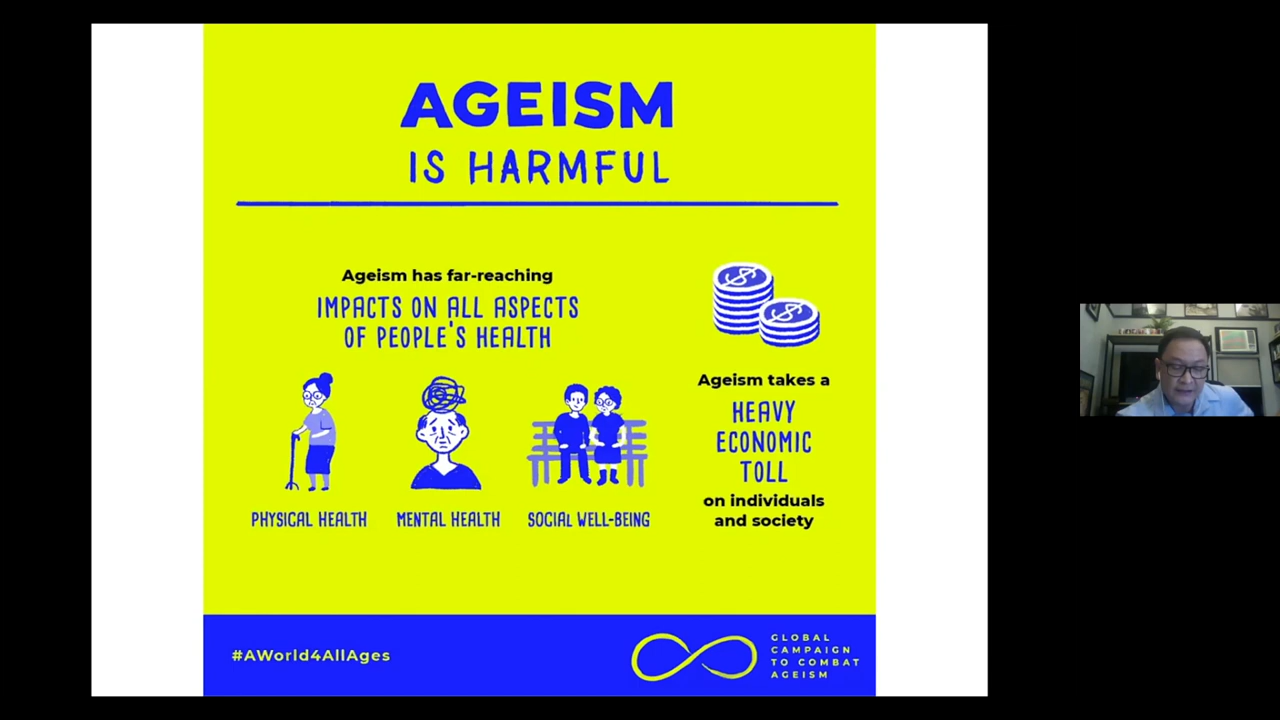 AGEISM
IS HARMFUL
Ageism has far-reaching
IMPACTS ON ALL ASPECTS
OF PEOPLE'S HEALTH
PHYSICAL HEALTH
MENTAL HEALTH
SOCIAL WELL-BEING
Ageism takes a
HEAVY
ECONOMIC
TOLL
on individuals
and society
#AWorld4AllAges
GLOBAL
CAMPAIGN
TO COMBAT
AGEISM